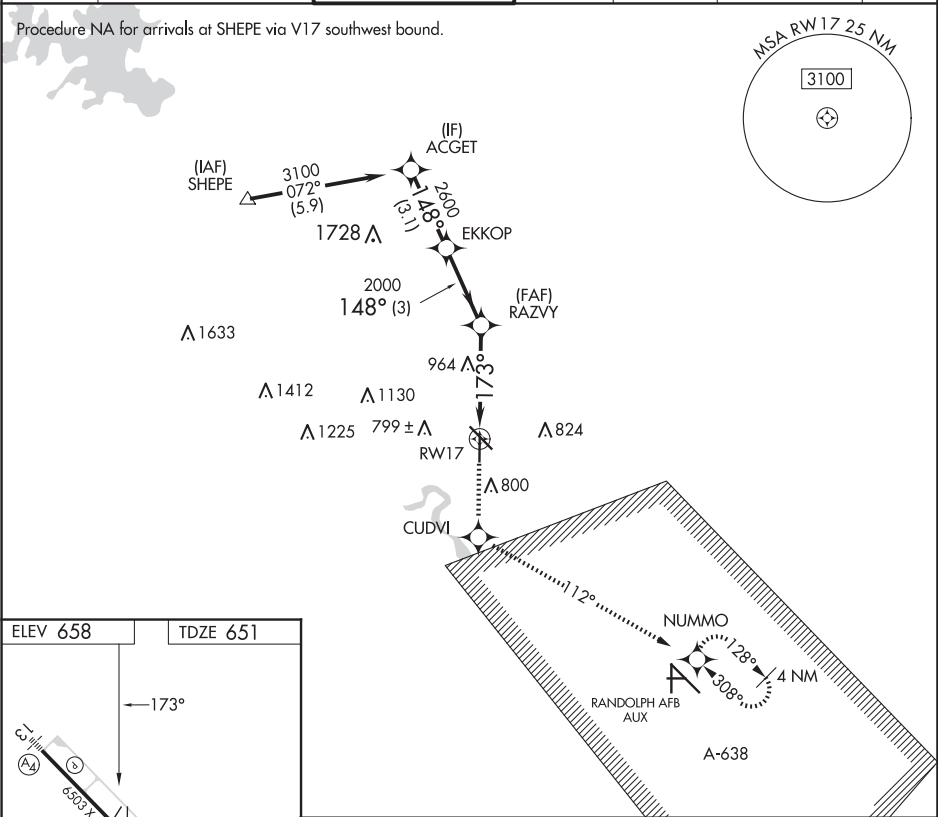 Procedure NA for arrivals at SHEPE via V17 southwest bound.
MSA RW17 25 NM
3100
(IF)
ACGET
(IAF)
SHEPE
3100
072°
(5.9)
2600
148°
(3.1)
1728
EKKOP
2000
148° (3)
(FAF)
RAZVY
1633
964
173°
1412
1130
1225
799 ±
824
RW17
800
CUDVI
112°
NUMMO
128°
308°
4 NM
RANDOLPH AFB
AUX
A-638
ELEV 658
TDZE 651
173°
13
A4
P
6503 X